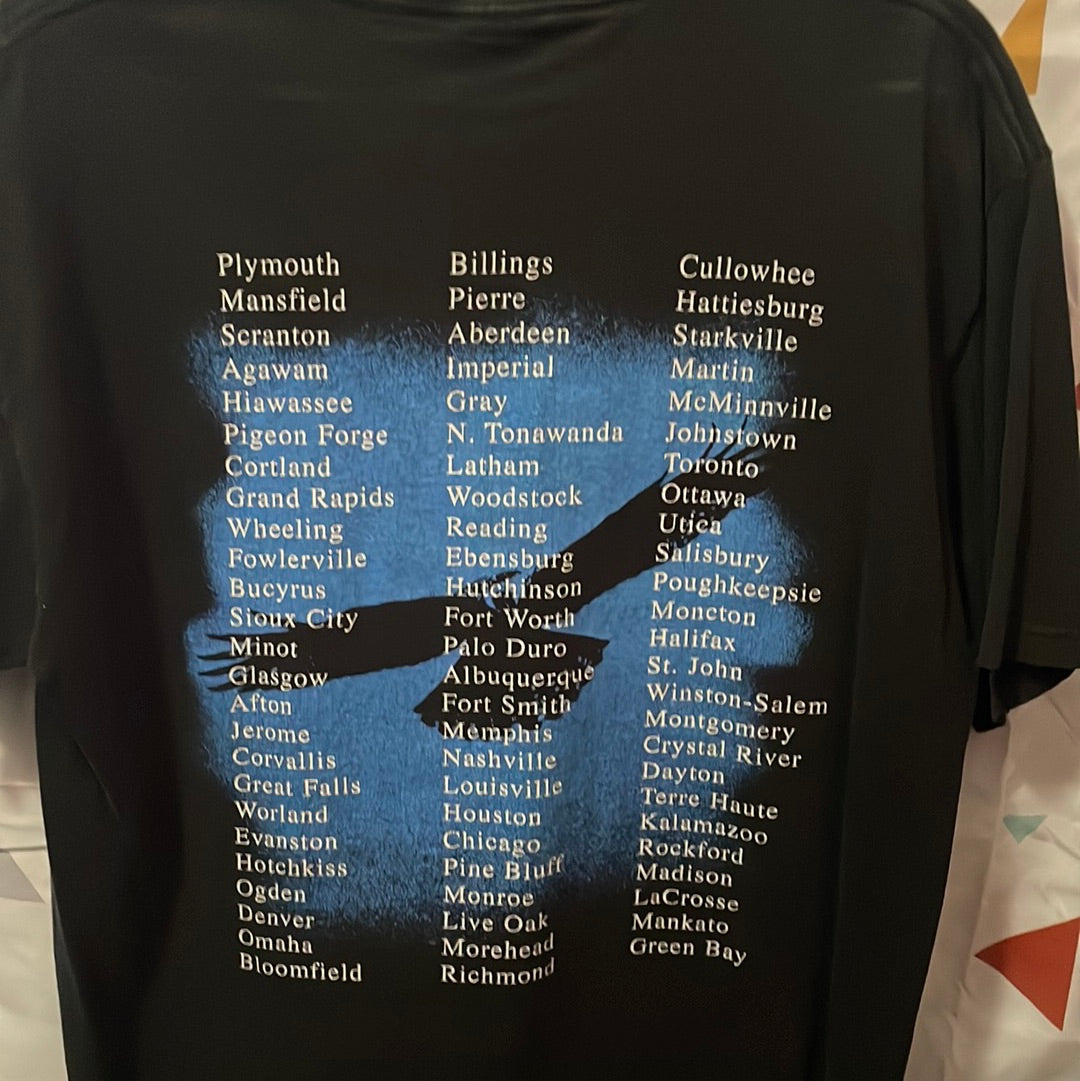 Plymouth
Mansfield
Scranton
Agawam
Hiawassee
Pigeon Forge
Cortland
Grand Rapids
Wheeling
Fowlerville
Bucyrus
Sioux City
Minot
Glasgow
Afton
Jerome
Corvallis
Great Falls
Worland
Evanston
Hotchkiss
Ogden
Denver
Omaha
Bloomfield
Billings
Pierre
Aberdeen
Imperial
Gray
N. Tonawanda
Latham
Woodstock
Reading
Ebensburg
Hutchinson
Fort Worth
Palo Duro
Albuquerque
Fort Smith
Memphis
Nashville
Louisville
Houston
Chicago
Pine Bluff
Monroe
Live Oak
Morehead
Richmond
Cullowhee
Hattiesburg
Starkville
Martin
McMinnville
Johnstown
Toronto
Ottawa
Utica
Salisbury
Poughkeepsie
Moncton
Halifax
St. John
Winston-Salem
Montgomery
Crystal River
Dayton
Terre Haute
Kalamazoo
Rockford
Madison
LaCrosse
Mankato
Green Bay